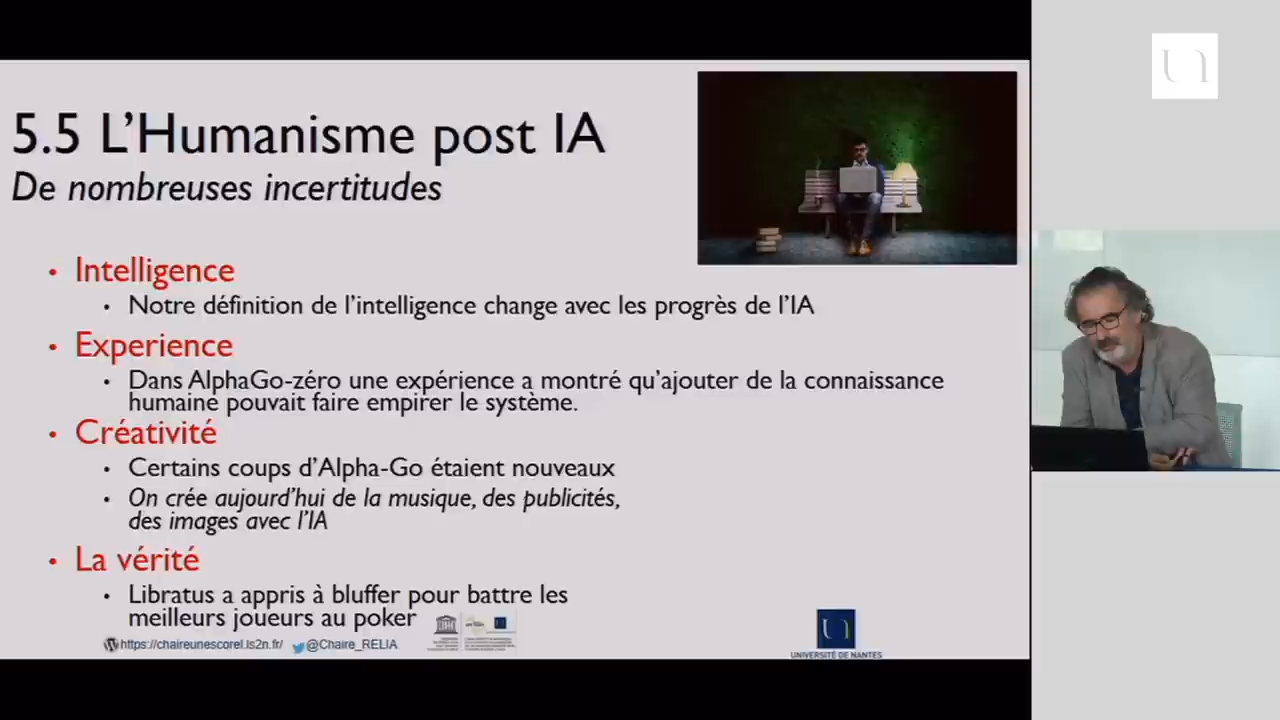 5.5 L'Humanisme post IA
De nombreuses incertitudes
• Intelligence
• Notre définition de l'intelligence change avec les progrès de l'IA
• Experience
• Dans AlphaGo-zéro une expérience a montré qu'ajouter de la connaissance
humaine pouvait faire empirer le système.
• Créativité
• Certains coups d'Alpha-Go étaient nouveaux
• On crée aujourd'hui de la musique, des publicités,
des images avec l'IA
• La vérité
• Libratus a appris à bluffer pour battre les
meilleurs joueurs au poker
https://chaireunescorel.ls2n.fr/ @Chaire_RELIA
UNIVERSITÉ DE NANTES